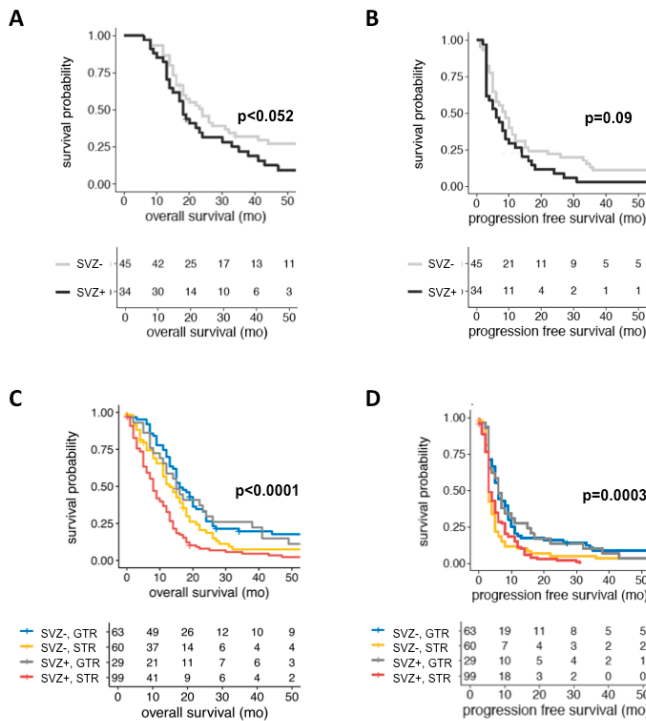 A
survival probability
1.00
0.75
0.50
0.25
0.00
p<0.052
0 10 20 30 40 50
overall survival (mo)
SVZ- 45 42 25 17 13 11
SVZ+ 34 30 14 10 6 3
0 10 20 30 40 50
overall survival (mo)
B
survival probability
1.00
0.75
0.50
0.25
0.00
p=0.09
0 10 20 30 40 50
progression free survival (mo)
SVZ- 45 21 11 9 5 5
SVZ+ 34 11 4 2 1 1
0 10 20 30 40 50
progression free survival (mo)
C
survival probability
1.00
0.75
0.50
0.25
0.00
p<0.0001
0 10 20 30 40 50
overall survival (mo)
SVZ-, GTR 63 49 26 12 10 9
SVZ-, STR 60 37 14 6 4 4
SVZ+, GTR 29 21 11 7 6 3
SVZ+, STR 99 41 9 6 4 2
0 10 20 30 40 50
overall survival (mo)
D
survival probability
1.00
0.75
0.50
0.25
0.00
p=0.0003
0 10 20 30 40 50
progression free survival (mo)
SVZ-, GTR 63 19 11 8 5 5
SVZ-, STR 60 7 4 3 2 2
SVZ+, GTR 29 10 5 4 2 1
SVZ+, STR 99 18 3 2 0 0
0 10 20 30 40 50
progression free survival (mo)